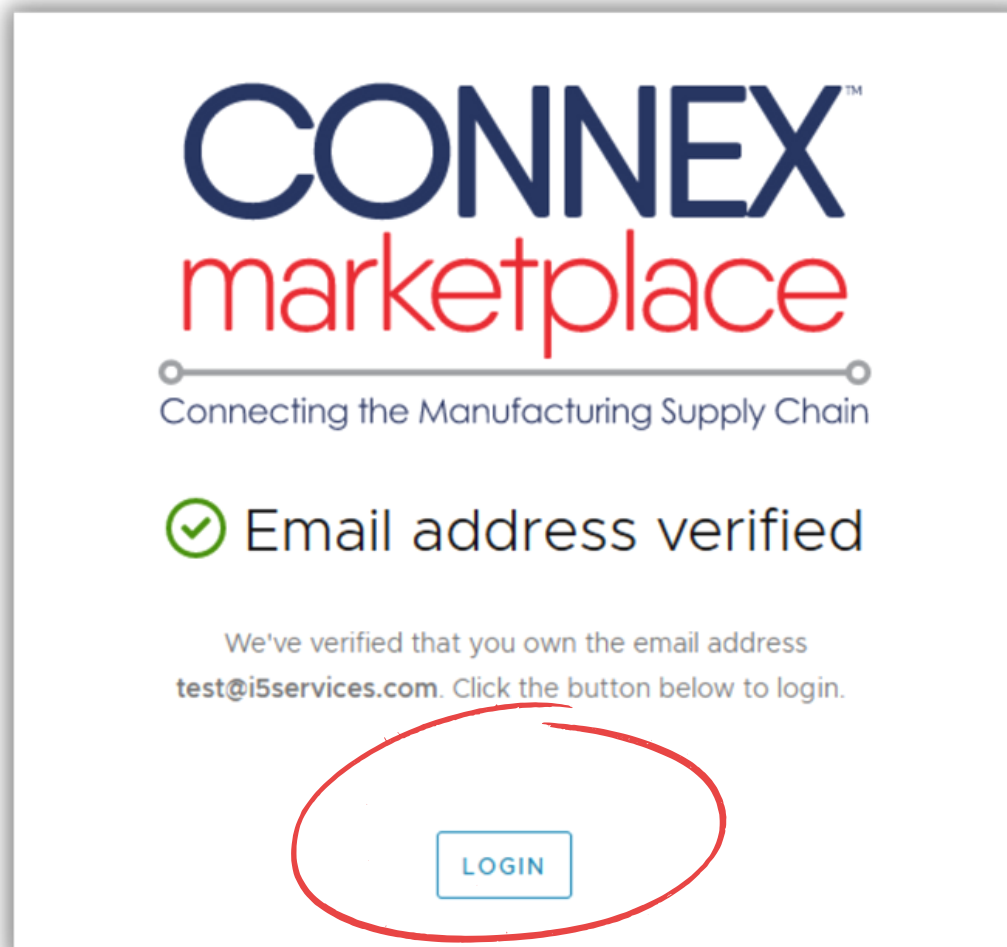 CONNEX™
marketplace
Connecting the Manufacturing Supply Chain
Email address verified
We've verified that you own the email address
test@i5services.com. Click the button below to login.
LOGIN